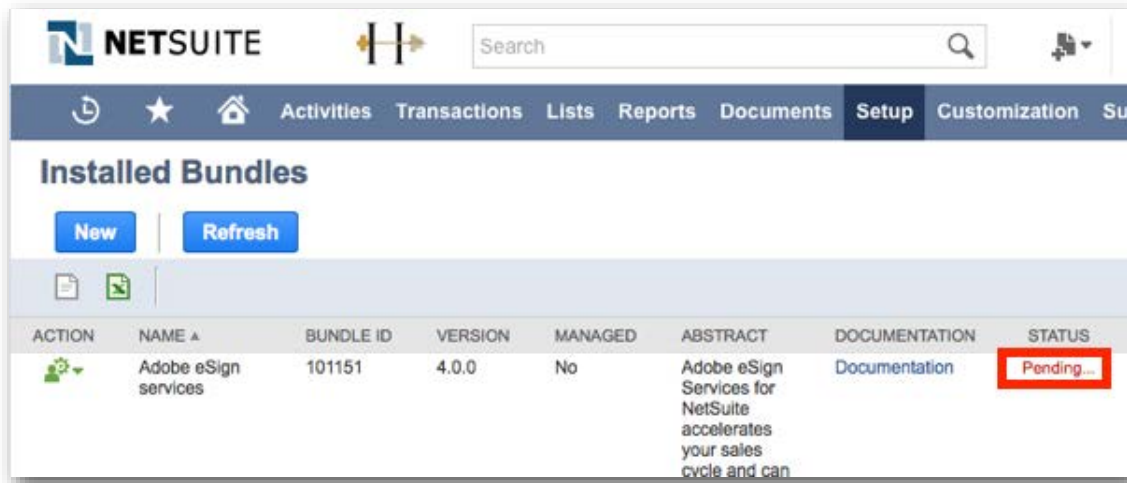 NETSUITE
Search
Activities Transactions Lists Reports Documents Setup Customization Su
Installed Bundles
New Refresh
ACTION NAME ▲ BUNDLE ID VERSION MANAGED ABSTRACT DOCUMENTATION STATUS
Adobe eSign 101151 4.0.0 No Adobe eSign Documentation Pending...
services Services for
NetSuite
accelerates
your sales
cycle and can